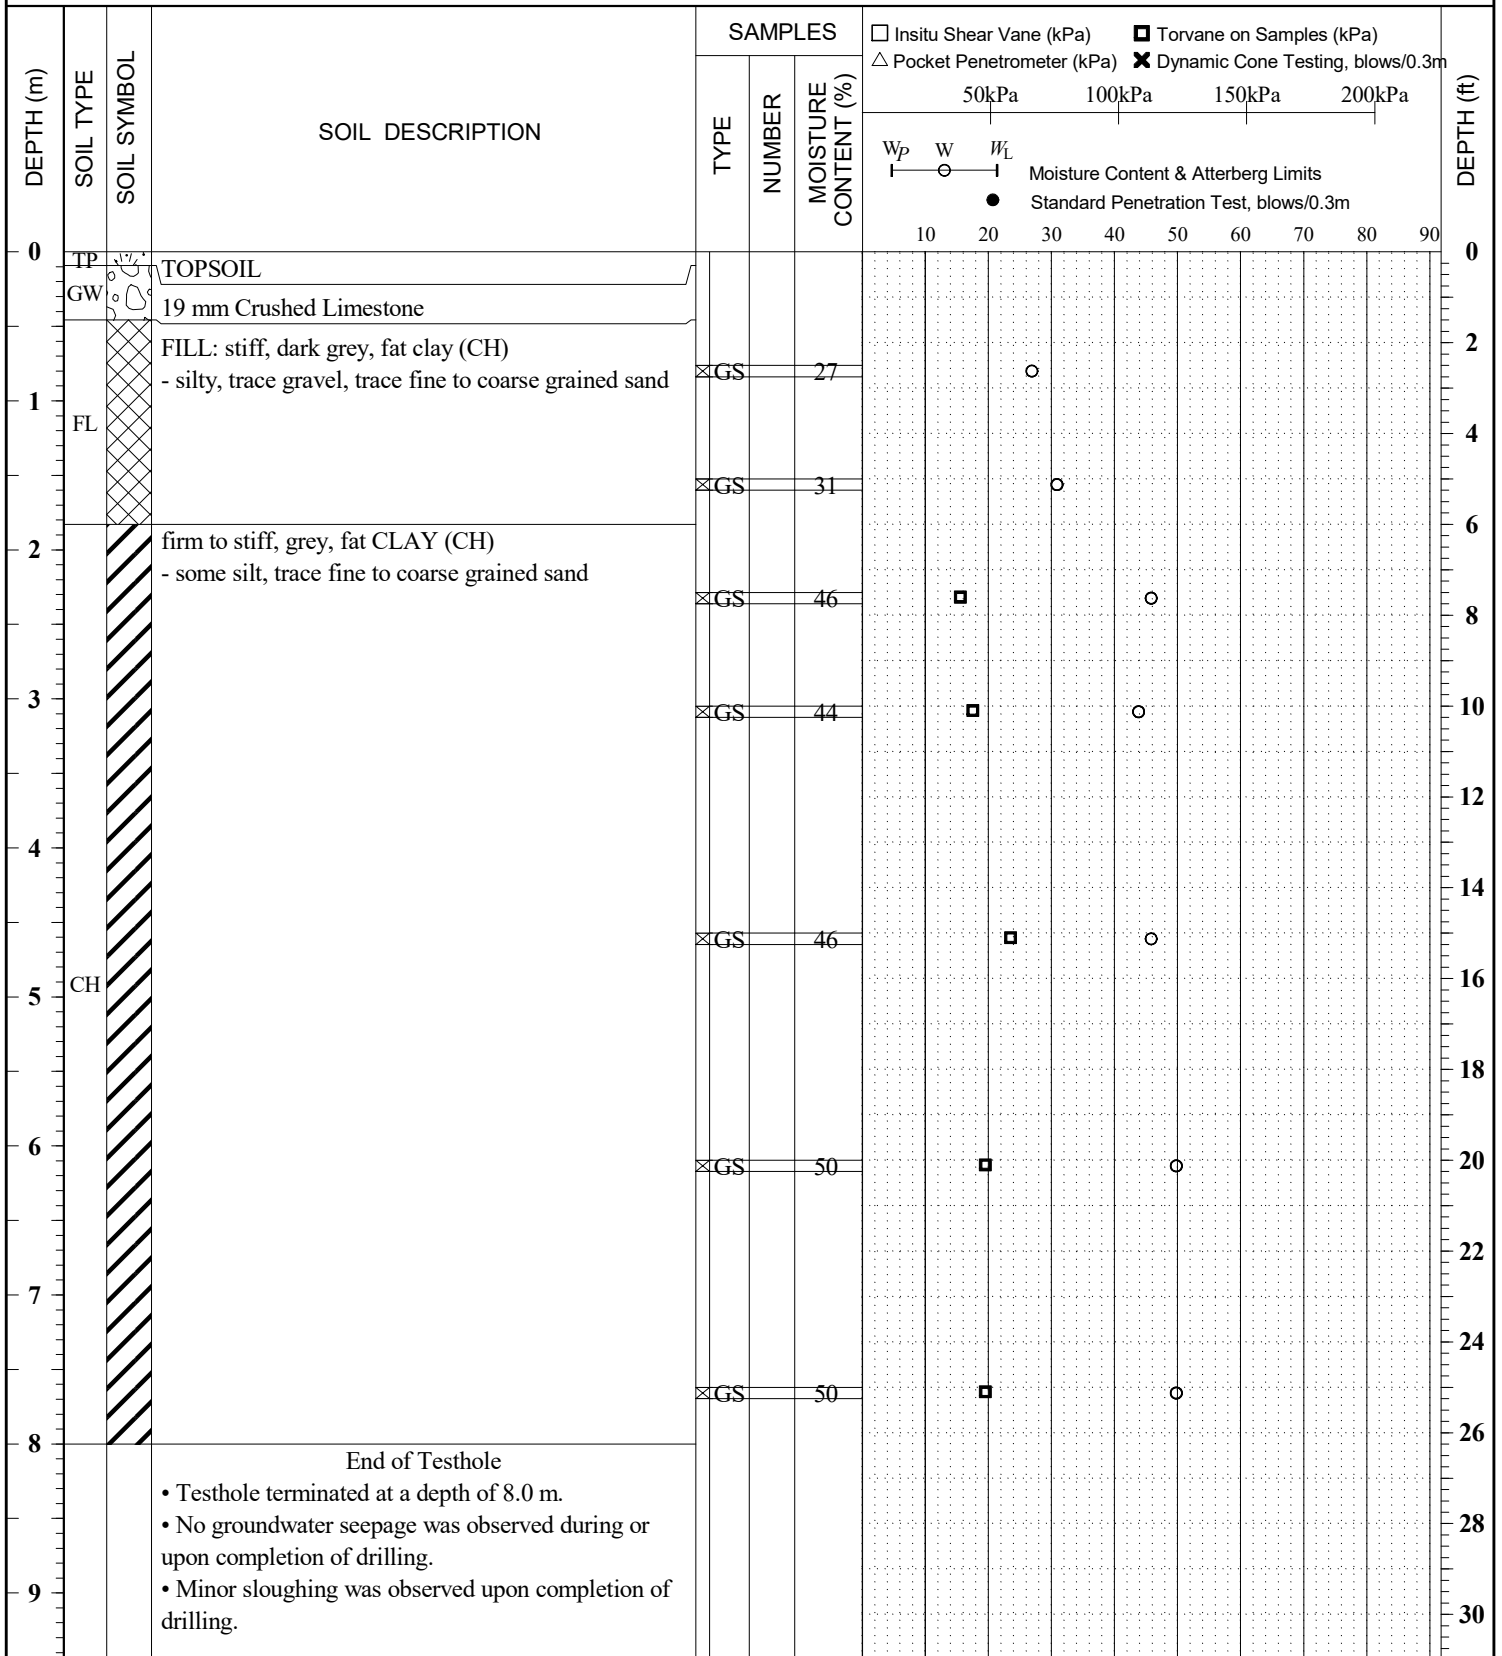 DEPTH (m)
SOIL TYPE
SOIL SYMBOL
SOIL DESCRIPTION
SAMPLES
TYPE
NUMBER
MOISTURE
CONTENT (%)
Insitu Shear Vane (kPa)
Torvane on Samples (kPa)
Pocket Penetrometer (kPa)
Dynamic Cone Testing, blows/0.3m
50kPa 100kPa 150kPa 200kPa
WP W WL
Moisture Content & Atterberg Limits
Standard Penetration Test, blows/0.3m
10 20 30 40 50 60 70 80 90
DEPTH (ft)
0
0
TP
TOPSOIL
GW
19 mm Crushed Limestone
FILL: stiff, dark grey, fat clay (CH)
2
- silty, trace gravel, trace fine to coarse grained sand
GS 27
1
FL
4
GS 31
6
firm to stiff, grey, fat CLAY (CH)
2
- some silt, trace fine to coarse grained sand
GS 46
8
3
10
GS 44
12
4
14
GS 46
16
CH
5
18
6
20
GS 50
22
7
24
GS 50
26
8
End of Testhole
• Testhole terminated at a depth of 8.0 m.
• No groundwater seepage was observed during or
28
upon completion of drilling.
• Minor sloughing was observed upon completion of
9
drilling.
30